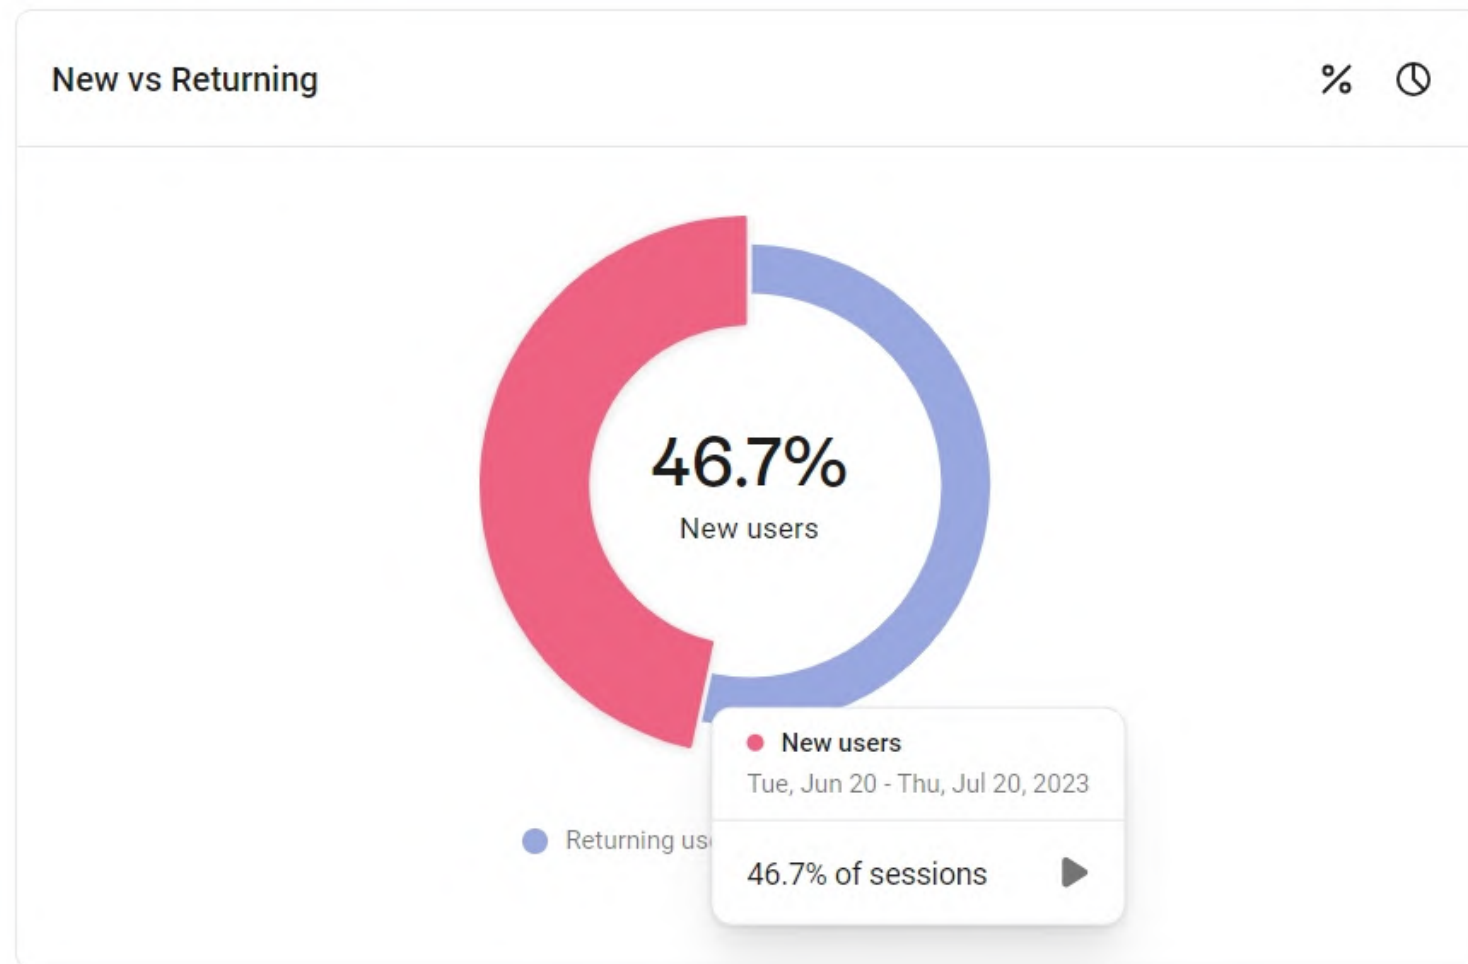 New vs Returning
46.7%
New users
New users
Tue, Jun 20 - Thu, Jul 20, 2023
Returning
46.7% of sessions